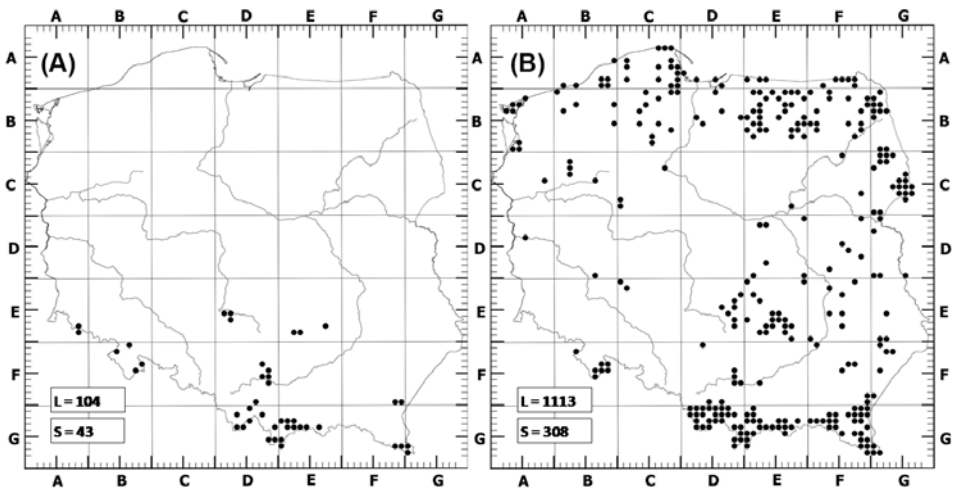 A B C D E F G A B C D E F G
(A) (B)
A A A
B B B
C C C
D D D
E E E
F F F
L = 104 L = 1113
S = 43 S = 308
G G G
A B C D E F G A B C D E F G